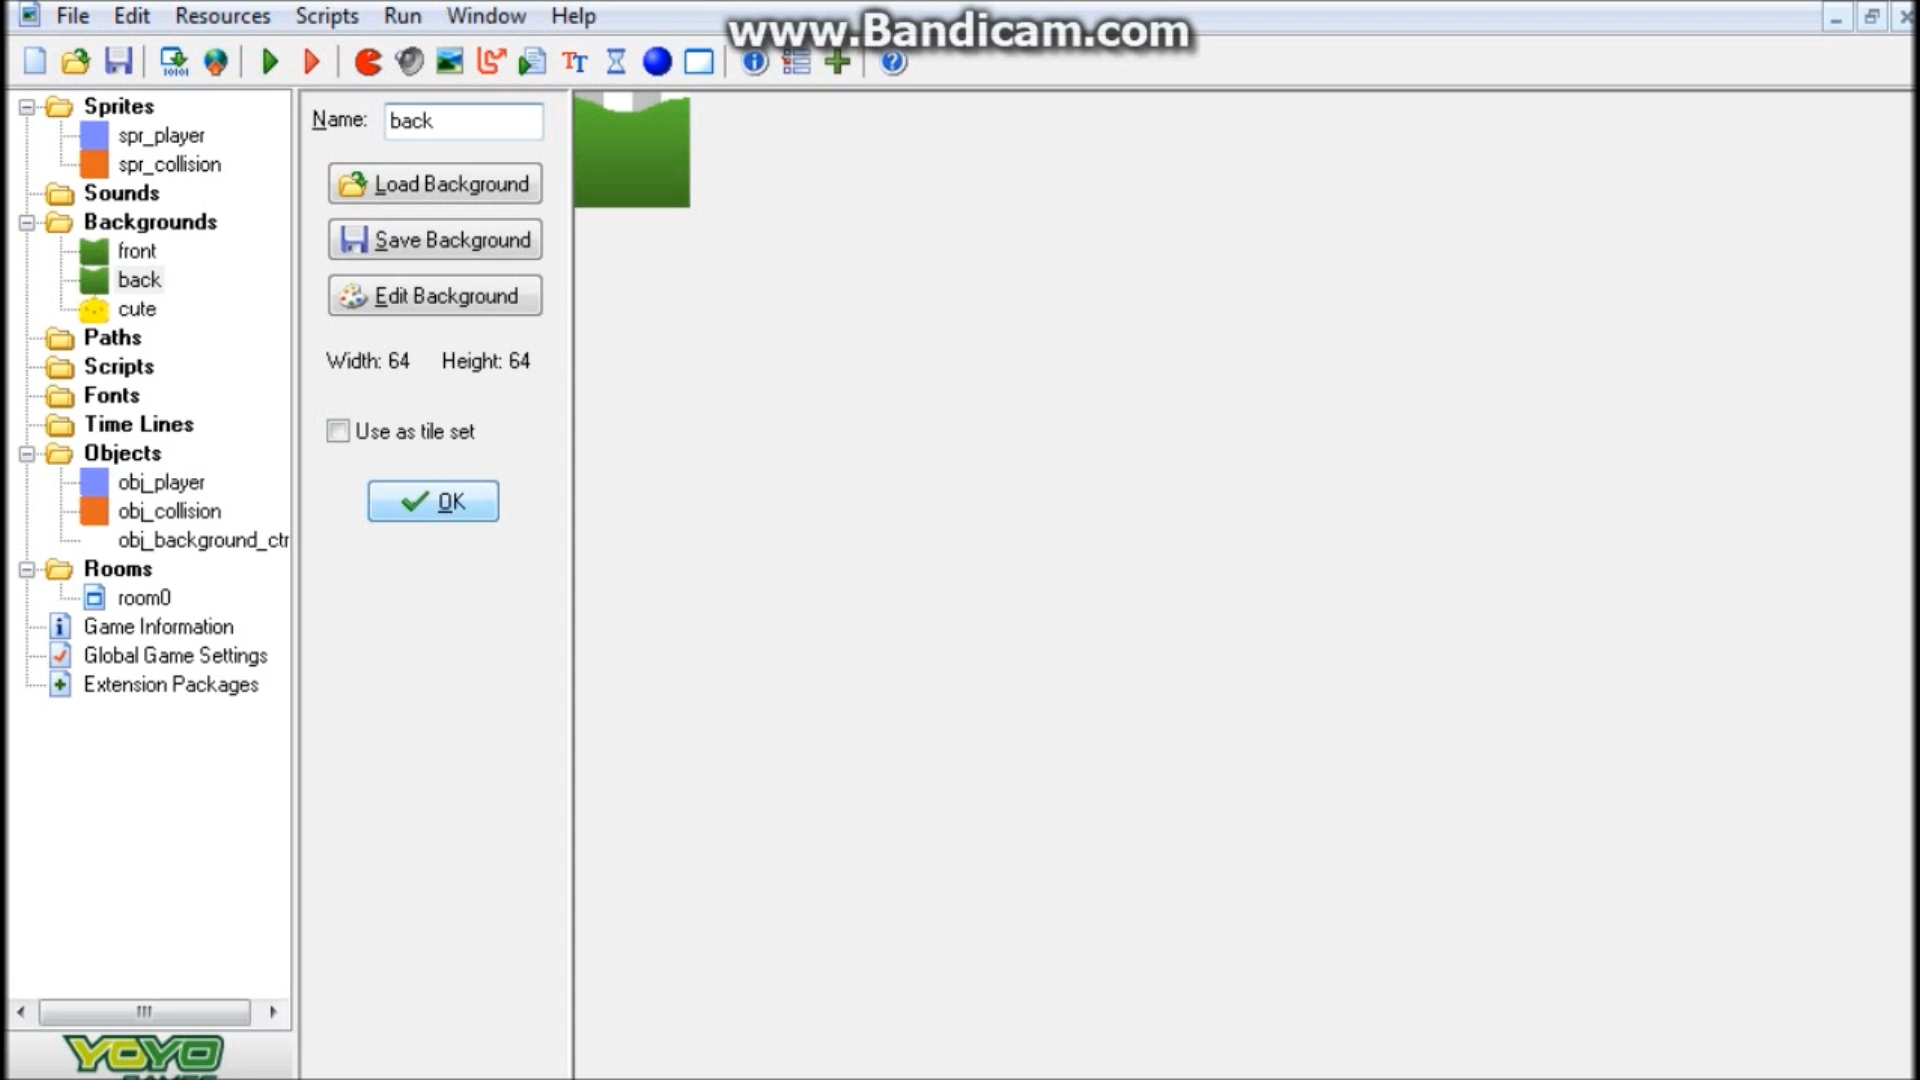 File Edit Resources Scripts Run Window Help
www.Bandicam.com
Sprites
spr_player
spr_collision
Sounds
Backgrounds
front
back
cute
Paths
Scripts
Fonts
Time Lines
Objects
obj_player
obj_collision
obj_background_ctr
Rooms
room0
Game Information
Global Game Settings
Extension Packages
YOYO
GAMES
Name: back
Load Background
Save Background
Edit Background
Width: 64 Height: 64
Use as tile set
OK